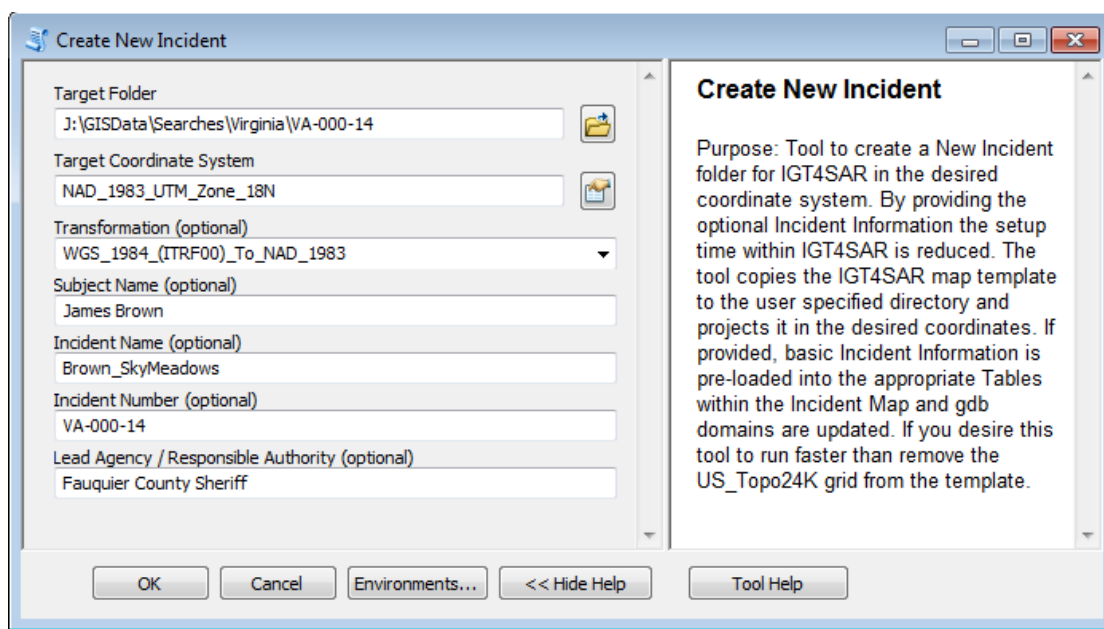 Create New Incident
Target Folder
J:\GISData\Searches\Virginia\VA-000-14
Target Coordinate System
NAD_1983_UTM_Zone_18N
Transformation (optional)
WGS_1984_(ITRF00)_To_NAD_1983
Subject Name (optional)
James Brown
Incident Name (optional)
Brown_SkyMeadows
Incident Number (optional)
VA-000-14
Lead Agency / Responsible Authority (optional)
Fauquier County Sheriff
Create New Incident
Purpose: Tool to create a New Incident
folder for IGT4SAR in the desired
coordinate system. By providing the
optional Incident Information the setup
time within IGT4SAR is reduced. The
tool copies the IGT4SAR map template
to the user specified directory and
projects it in the desired coordinates. If
provided, basic Incident Information is
pre-loaded into the appropriate Tables
within the Incident Map and gdb
domains are updated. If you desire this
tool to run faster than remove the
US_Topo24K grid from the template.
OK
Cancel
Environments...
<< Hide Help
Tool Help